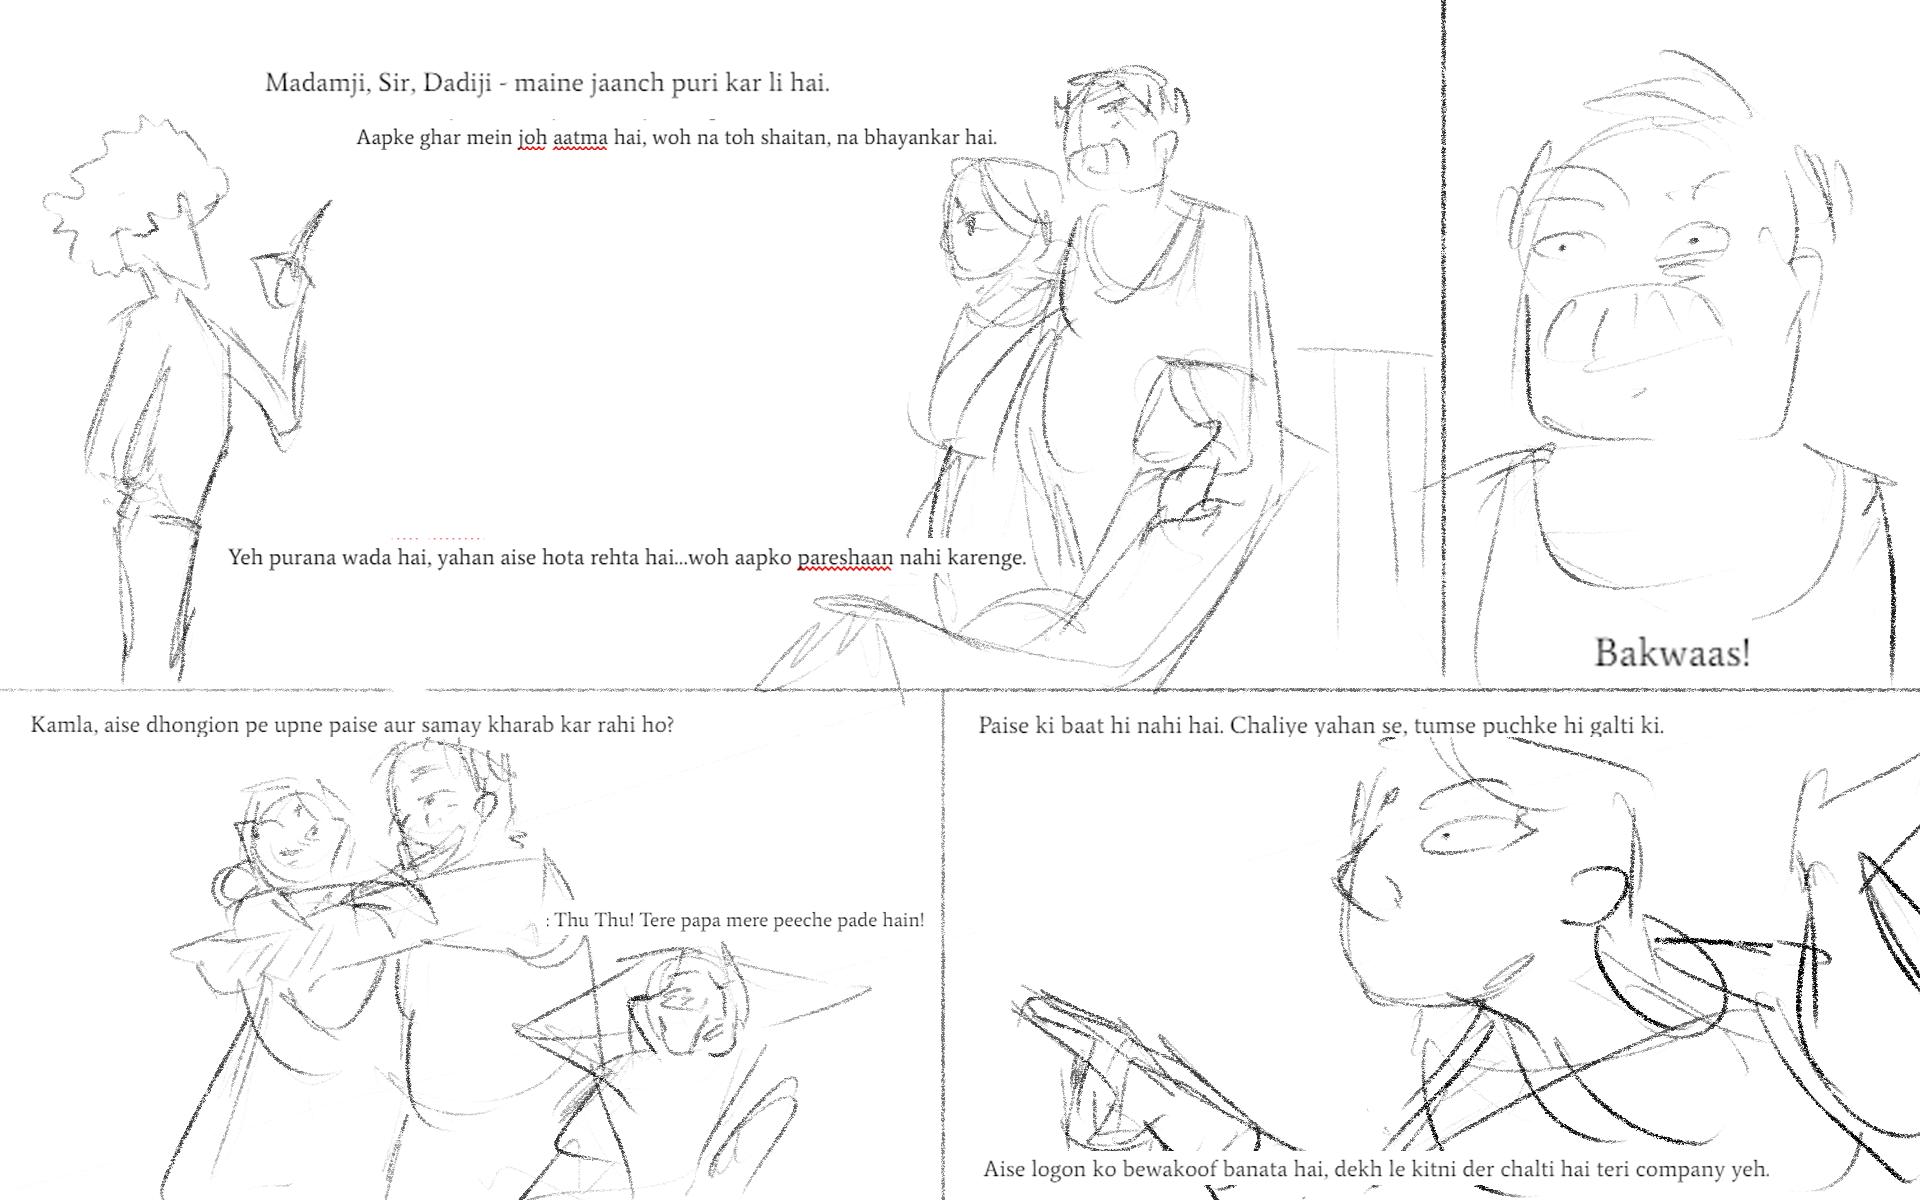 Madamji, Sir, Dadiji - maine jaanch puri kar li hai.
Aapke ghar mein joh aatma hai, woh na toh shaitan, na bhayankar hai.
Yeh purana wada hai, yahan aise hota rehta hai...woh aapko pareshaan nahi karenge.
Bakwaas!
Kamla, aise dhongion pe upne paise aur samay kharab kar rahi ho?
: Thu Thu! Tere papa mere peeche pade hain!
Paise ki baat hi nahi hai. Chaliye yahan se, tumse puchke hi galti ki.
Aise logon ko bewakoof banata hai, dekh le kitni der chalti hai teri company yeh.